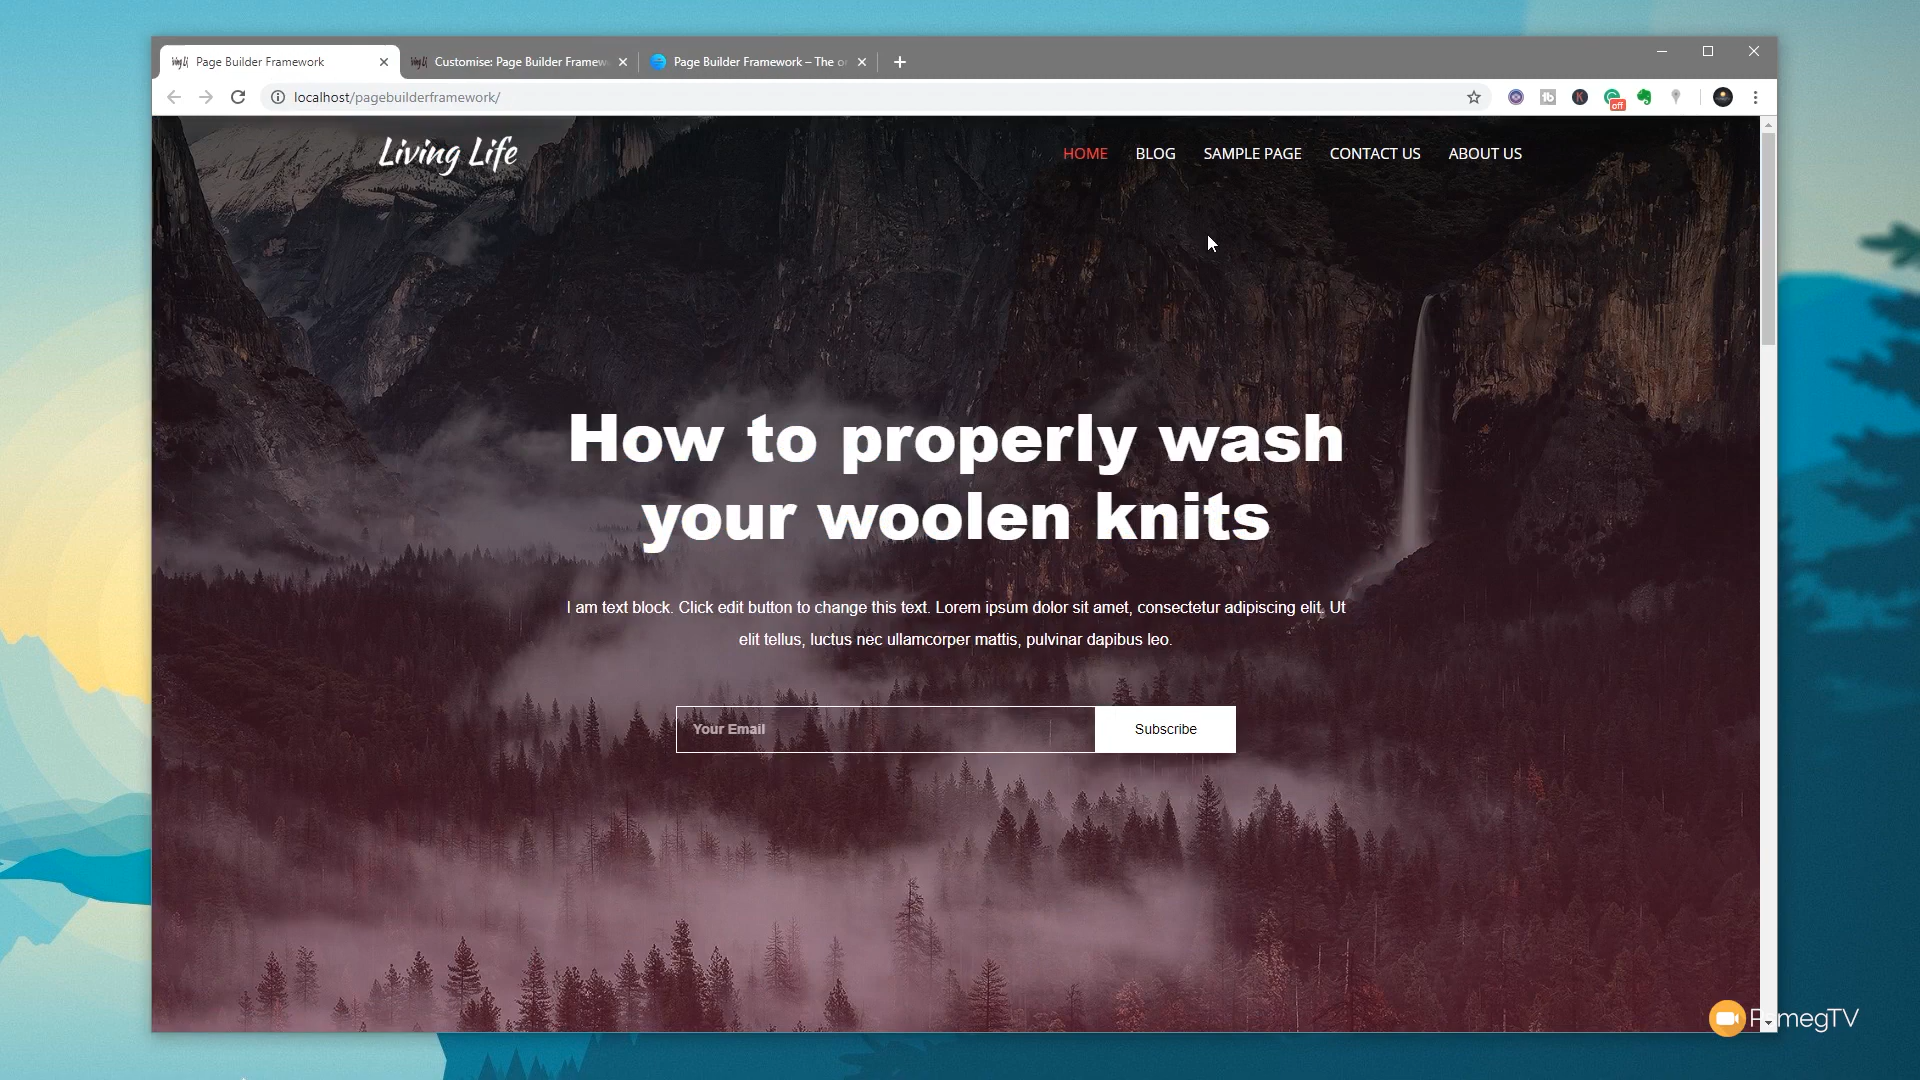 Page Builder Framework
Customise: Page Builder Framew
Page Builder Framework – The o
localhost/pagebuilderframework/
off
Living Life
HOME
BLOG
SAMPLE PAGE
CONTACT US
ABOUT US
How to properly wash
your woolen knits
I am text block. Click edit button to change this text. Lorem ipsum dolor sit amet, consectetur adipiscing elit. Ut
elit tellus, luctus nec ullamcorper mattis, pulvinar dapibus leo.
Your Email
Subscribe